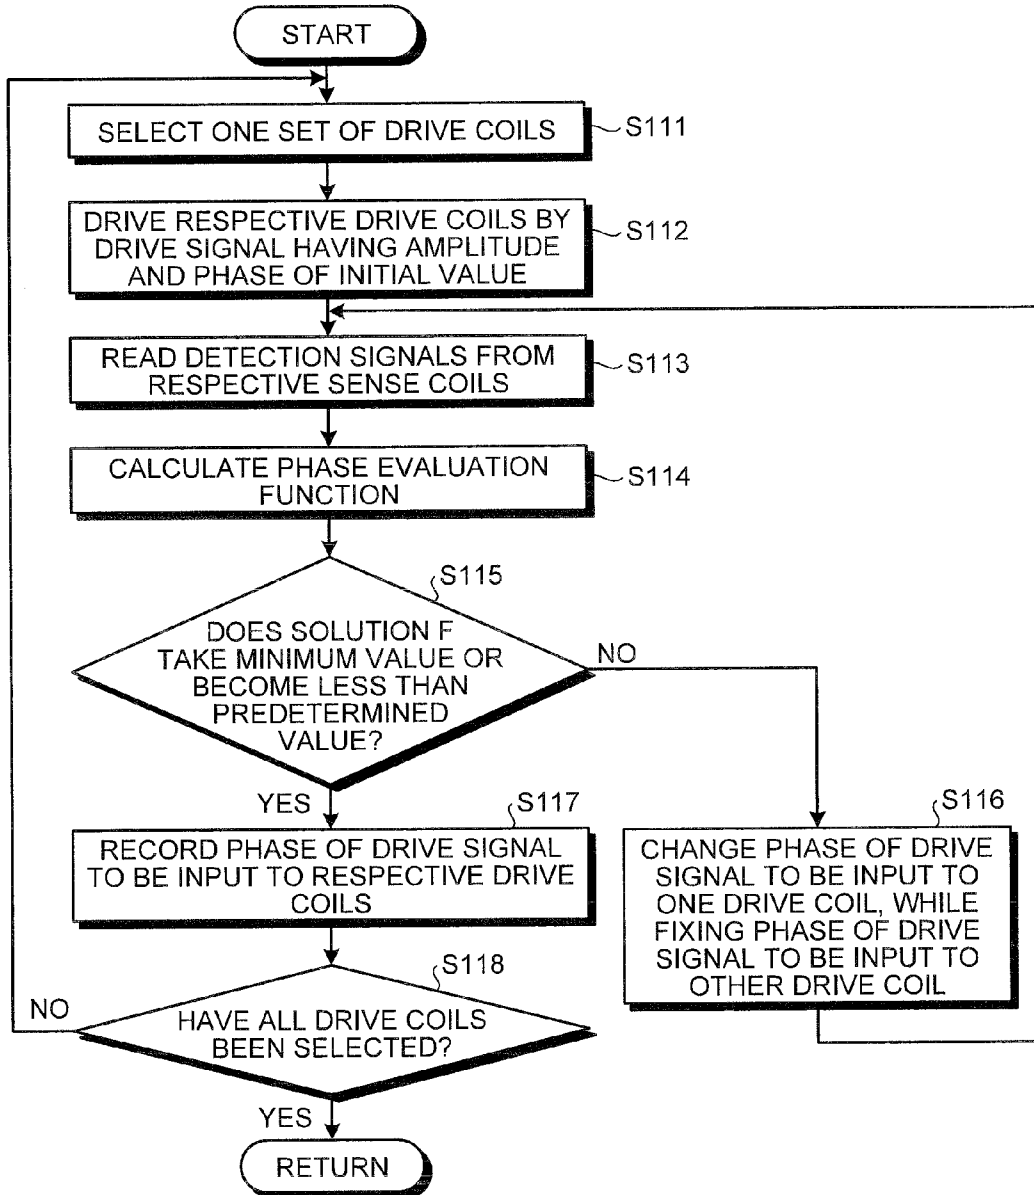 START
SELECT ONE SET OF DRIVE COILS
S111
DRIVE RESPECTIVE DRIVE COILS BY
DRIVE SIGNAL HAVING AMPLITUDE
AND PHASE OF INITIAL VALUE
S112
READ DETECTION SIGNALS FROM
RESPECTIVE SENSE COILS
S113
CALCULATE PHASE EVALUATION
FUNCTION
S114
S115
DOES SOLUTION F
TAKE MINIMUM VALUE OR
BECOME LESS THAN
PREDETERMINED
VALUE?
NO
YES
S117
RECORD PHASE OF DRIVE SIGNAL
TO BE INPUT TO RESPECTIVE DRIVE
COILS
S116
CHANGE PHASE OF DRIVE
SIGNAL TO BE INPUT TO
ONE DRIVE COIL, WHILE
FIXING PHASE OF DRIVE
SIGNAL TO BE INPUT TO
OTHER DRIVE COIL
S118
NO
HAVE ALL DRIVE COILS
BEEN SELECTED?
YES
RETURN